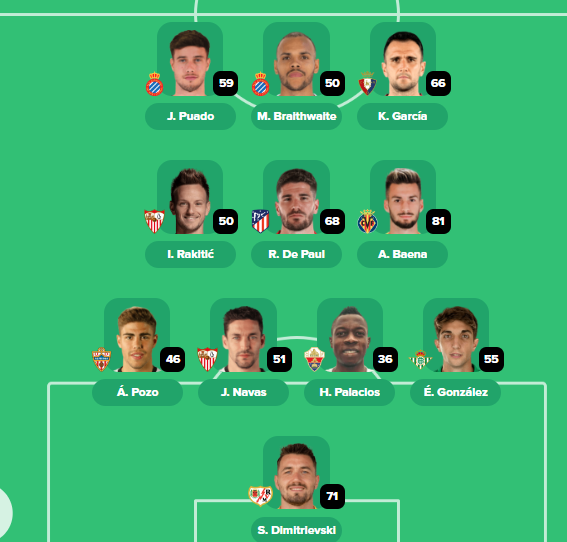 59 50 66
J. Puado M. Braithwaite K. García
50 68 81
I. Rakitić R. De Paul A. Baena
46 51 36 55
Á. Pozo J. Navas H. Palacios É. González
71
S. Dimitrievski